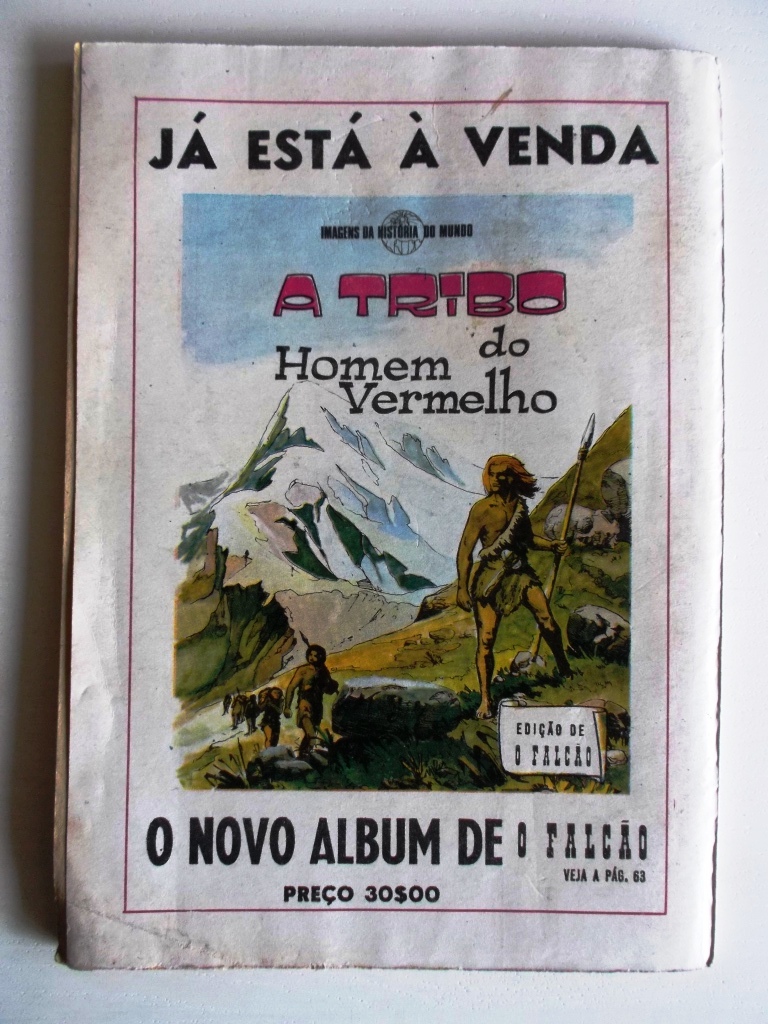 JÁ ESTÁ À VENDA
IMAGENS DA HISTÓRIA DO MUNDO
A TRIBO
do
Homem
Vermelho
EDIÇÃO DE
O FALCÃO
O NOVO ALBUM DE O FALCÃO
VEJA A PÁG. 63
PREÇO 30$00